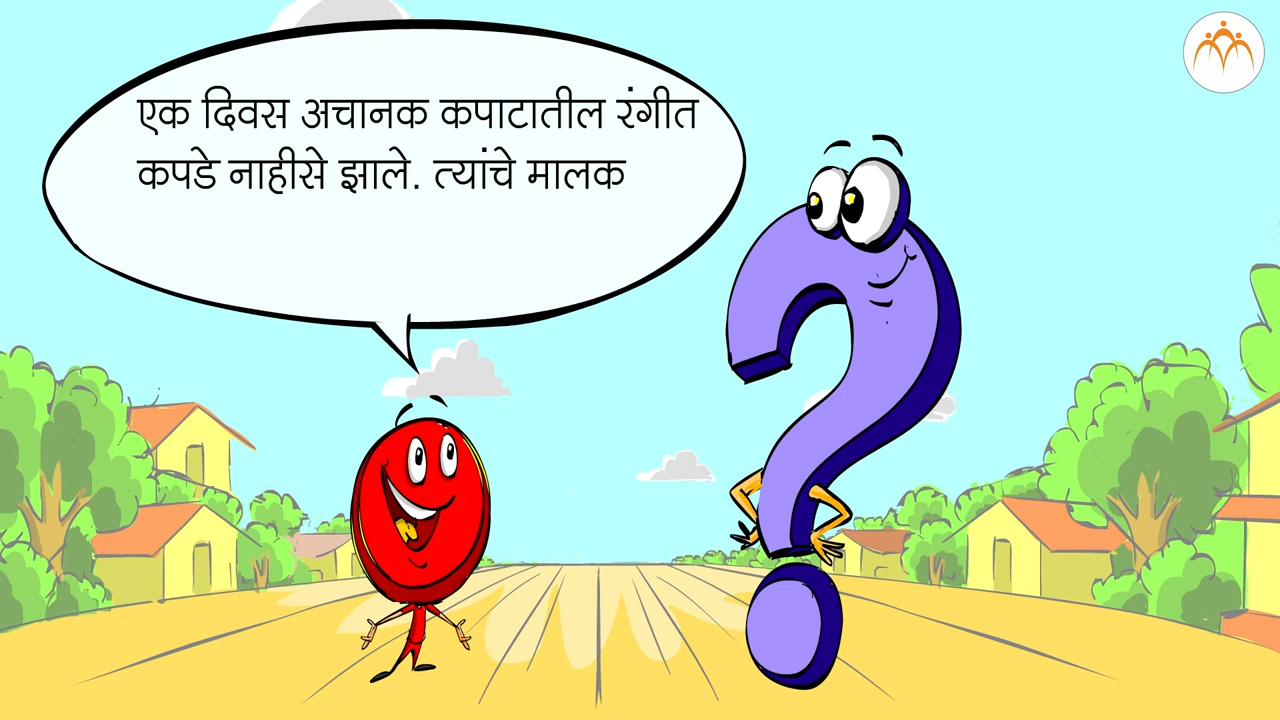 एक दिवस अचानक कपाटातील रंगीत
कपडे नाहीसे झाले. त्यांचे मालक